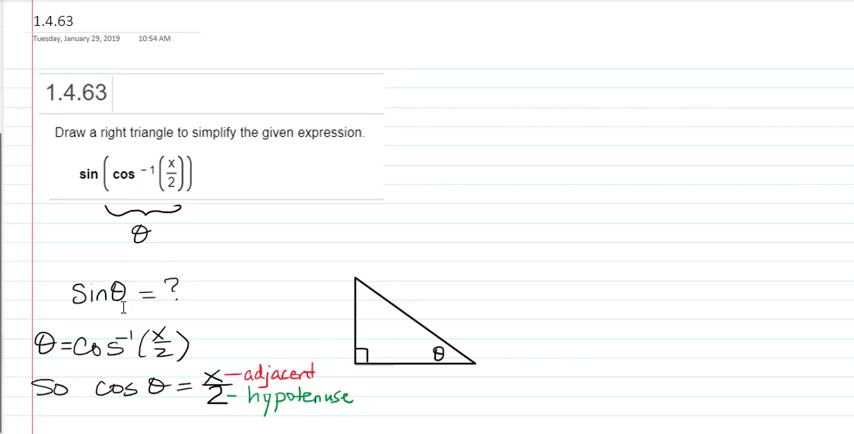 1.4.63
Tuesday, January 29, 2019 10:54 AM
1.4.63
Draw a right triangle to simplify the given expression.
sin(cos⁻¹(x/2))
θ
Sinθ = ?
θ=cos⁻¹(x/2)
So cos θ = x/2 –adjacent
– hypotenuse
θ